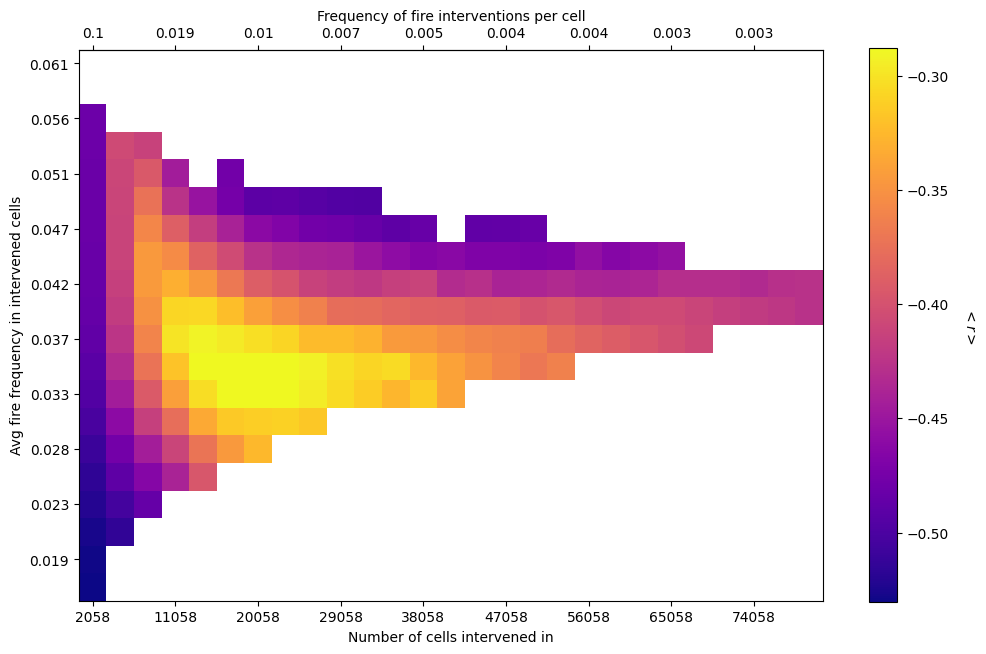 Frequency of fire interventions per cell
0.1 0.019 0.01 0.007 0.005 0.004 0.004 0.003 0.003
Avg fire frequency in intervened cells
0.061
0.056
0.051
0.047
0.042
0.037
0.033
0.028
0.023
0.019
2058 11058 20058 29058 38058 47058 56058 65058 74058
Number of cells intervened in
−0.30
−0.35
−0.40
−0.45
−0.50
< r >